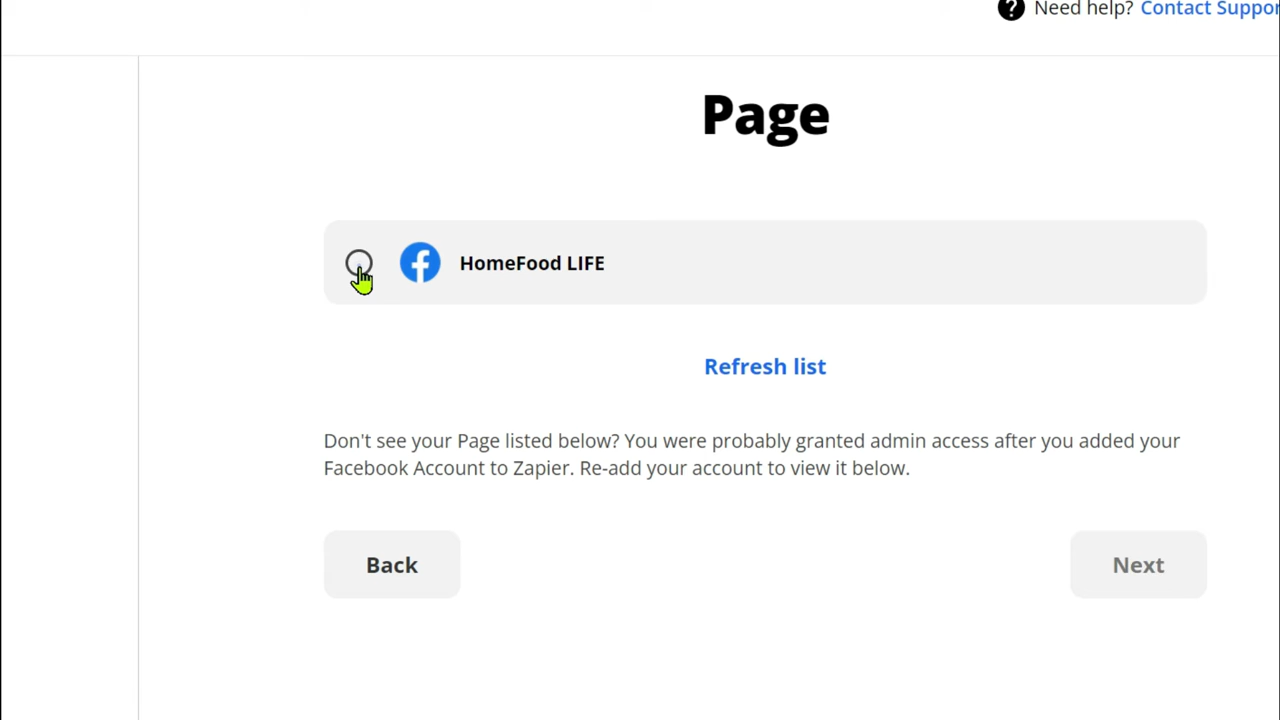 Need help? Contact Suppor
Page
HomeFood LIFE
Refresh list
Don't see your Page listed below? You were probably granted admin access after you added your
Facebook Account to Zapier. Re-add your account to view it below.
Back
Next